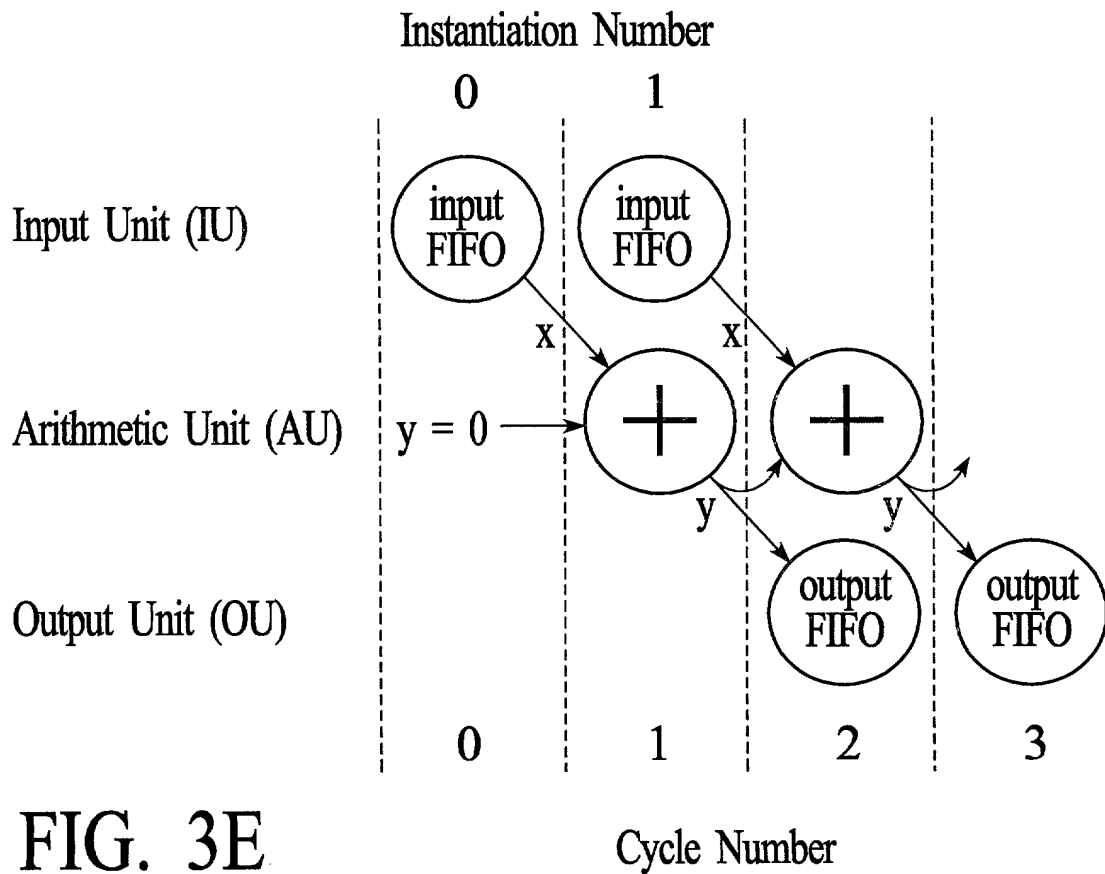 Instantiation Number
0 1
input FIFO input FIFO
Input Unit (IU)
x x
Arithmetic Unit (AU) y = 0 + +
y y
Output Unit (OU) output FIFO output FIFO
0 1 2 3
FIG. 3E Cycle Number